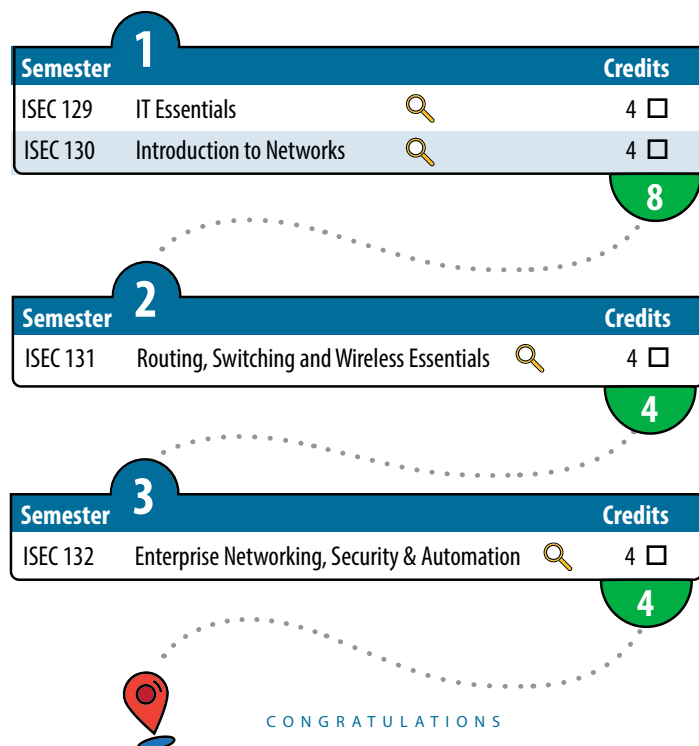 Semester 1 Credits
ISEC 129 IT Essentials 4
ISEC 130 Introduction to Networks 4
8
Semester 2 Credits
ISEC 131 Routing, Switching and Wireless Essentials 4
4
Semester 3 Credits
ISEC 132 Enterprise Networking, Security & Automation 4
4
CONGRATULATIONS